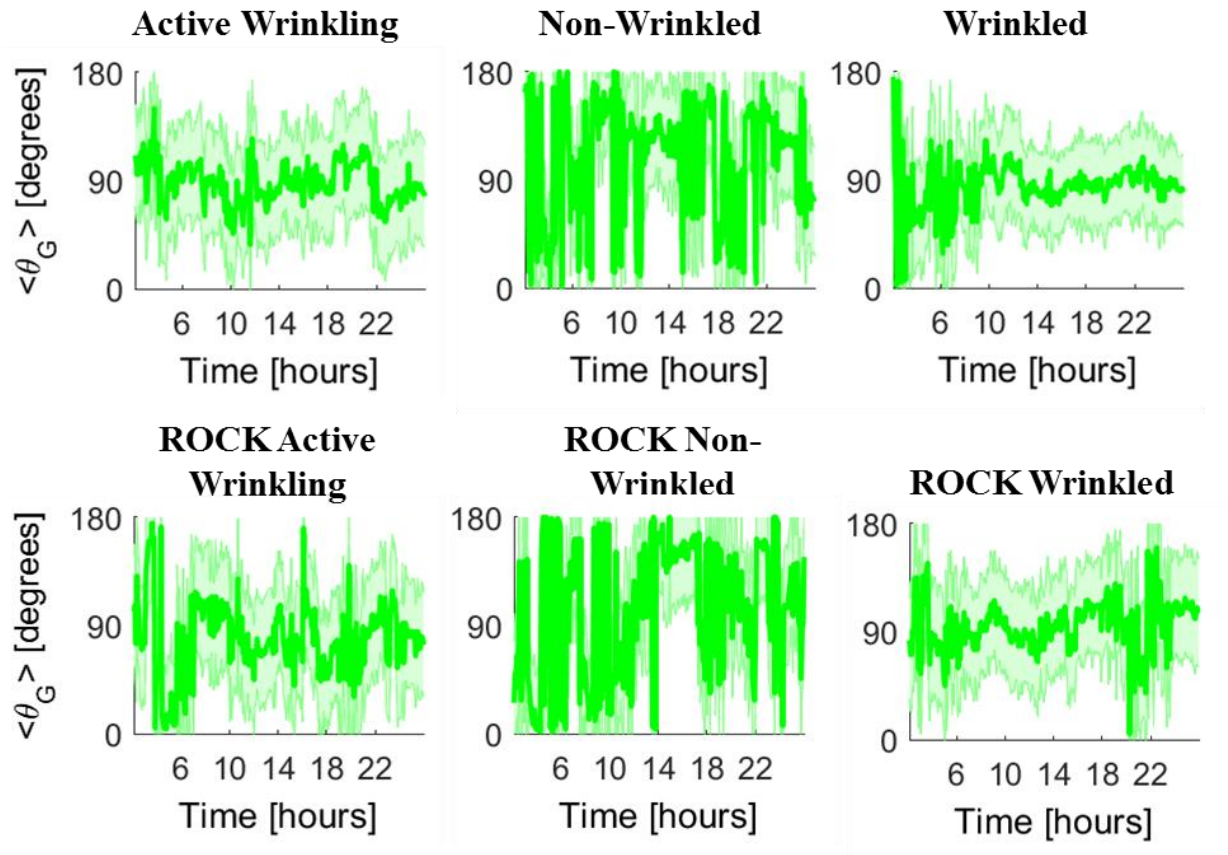 Active Wrinkling
Non-Wrinkled
Wrinkled
<θG> [degrees]
180
90
0
6 10 14 18 22
Time [hours]
180
90
0
6 10 14 18 22
Time [hours]
180
90
0
6 10 14 18 22
Time [hours]
ROCK Active
Wrinkling
ROCK Non-
Wrinkled
ROCK Wrinkled
<θG> [degrees]
180
90
0
6 10 14 18 22
Time [hours]
180
90
0
6 10 14 18 22
Time [hours]
180
90
0
6 10 14 18 22
Time [hours]